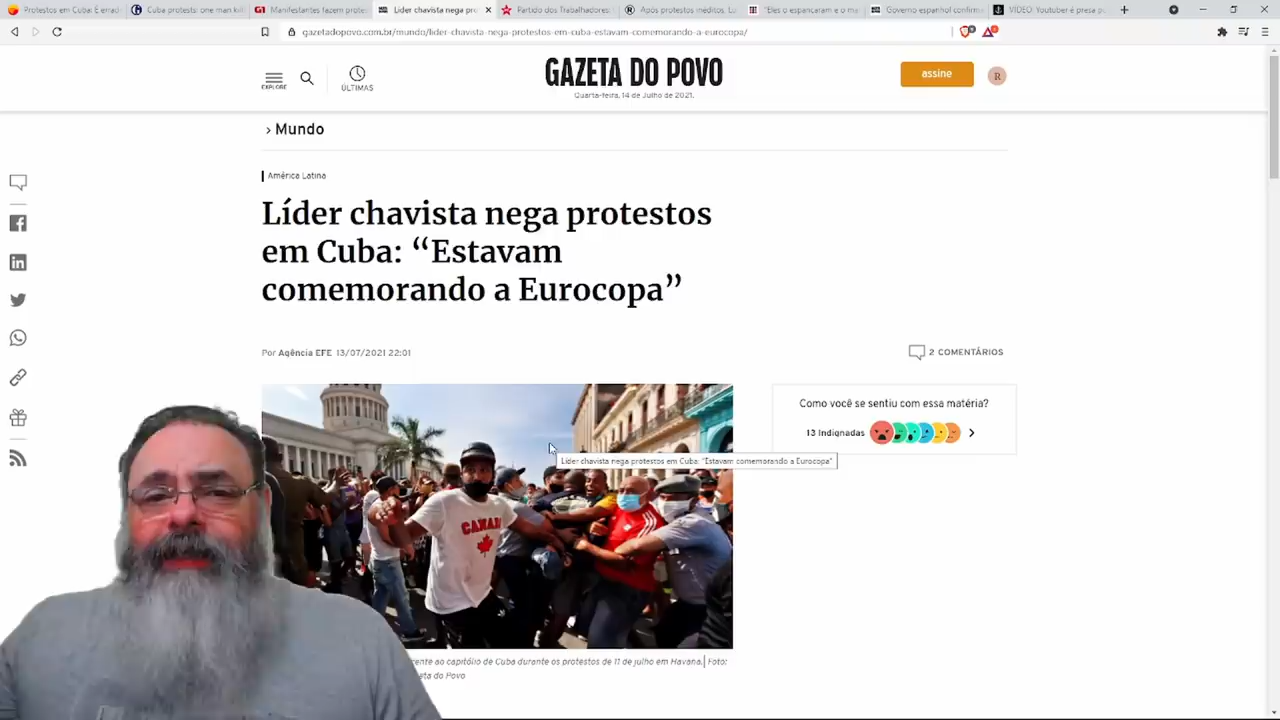 Protestos em Cuba: É errad
Cuba protests: one man kill
Manifestantes fazem protes
Líder chavista nega pro
Partido dos Trabalhadores:
Após protestos inéditos, Lu
"Eles o espancaram e o ma
Governo espanhol confirm
VÍDEO: Youtuber é presa pu
gazetadopovo.com.br/mundo/lider-chavista-nega-protestos-em-cuba-estavam-comemorando-a-eurocopa/
EXPLORE
ÚLTIMAS
GAZETA DO POVO
Quarta-feira, 14 de Julho de 2021.
assine
R
› Mundo
América Latina
Líder chavista nega protestos
em Cuba: “Estavam
comemorando a Eurocopa”
Por Agência EFE 13/07/2021 22:01
2 COMENTÁRIOS
Como você se sentiu com essa matéria?
13 Indignadas
Líder chavista nega protestos em Cuba: "Estavam comemorando a Eurocopa"
CANAD
rente ao capitólio de Cuba durante os protestos de 11 de julho em Havana.| Foto:
eta do Povo